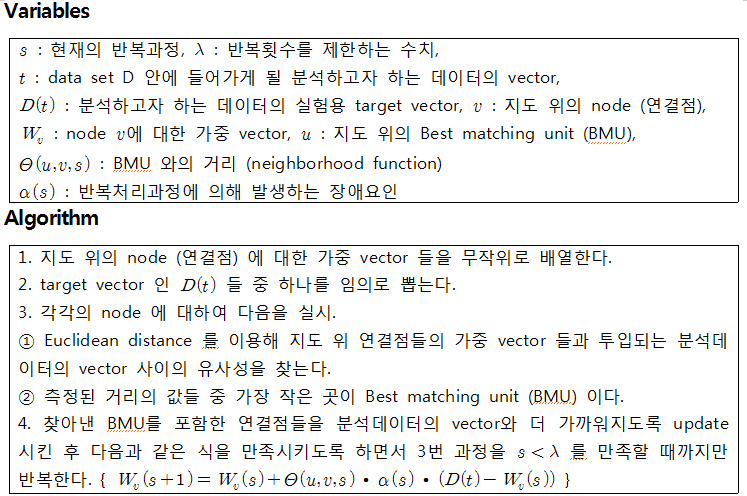 Variables
s : 현재의 반복과정, λ : 반복횟수를 제한하는 수치,
t : data set D 안에 들어가게 될 분석하고자 하는 데이터의 vector,
D(t) : 분석하고자 하는 데이터의 실험용 target vector, v : 지도 위의 node (연결점),
W_v : node v에 대한 가중 vector, u : 지도 위의 Best matching unit (BMU),
Θ(u,v,s) : BMU 와의 거리 (neighborhood function)
α(s) : 반복처리과정에 의해 발생하는 장애요인
Algorithm
1. 지도 위의 node (연결점) 에 대한 가중 vector 들을 무작위로 배열한다.
2. target vector 인 D(t) 들 중 하나를 임의로 뽑는다.
3. 각각의 node 에 대하여 다음을 실시.
① Euclidean distance 를 이용해 지도 위 연결점들의 가중 vector 들과 투입되는 분석데
이터의 vector 사이의 유사성을 찾는다.
② 측정된 거리의 값들 중 가장 작은 곳이 Best matching unit (BMU) 이다.
4. 찾아낸 BMU를 포함한 연결점들을 분석데이터의 vector와 더 가까워지도록 update
시킨 후 다음과 같은 식을 만족시키도록 하면서 3번 과정을 s < λ 를 만족할 때까지만
반복한다. { W_v(s+1) = W_v(s) + Θ(u,v,s) • α(s) • (D(t) − W_v(s)) }